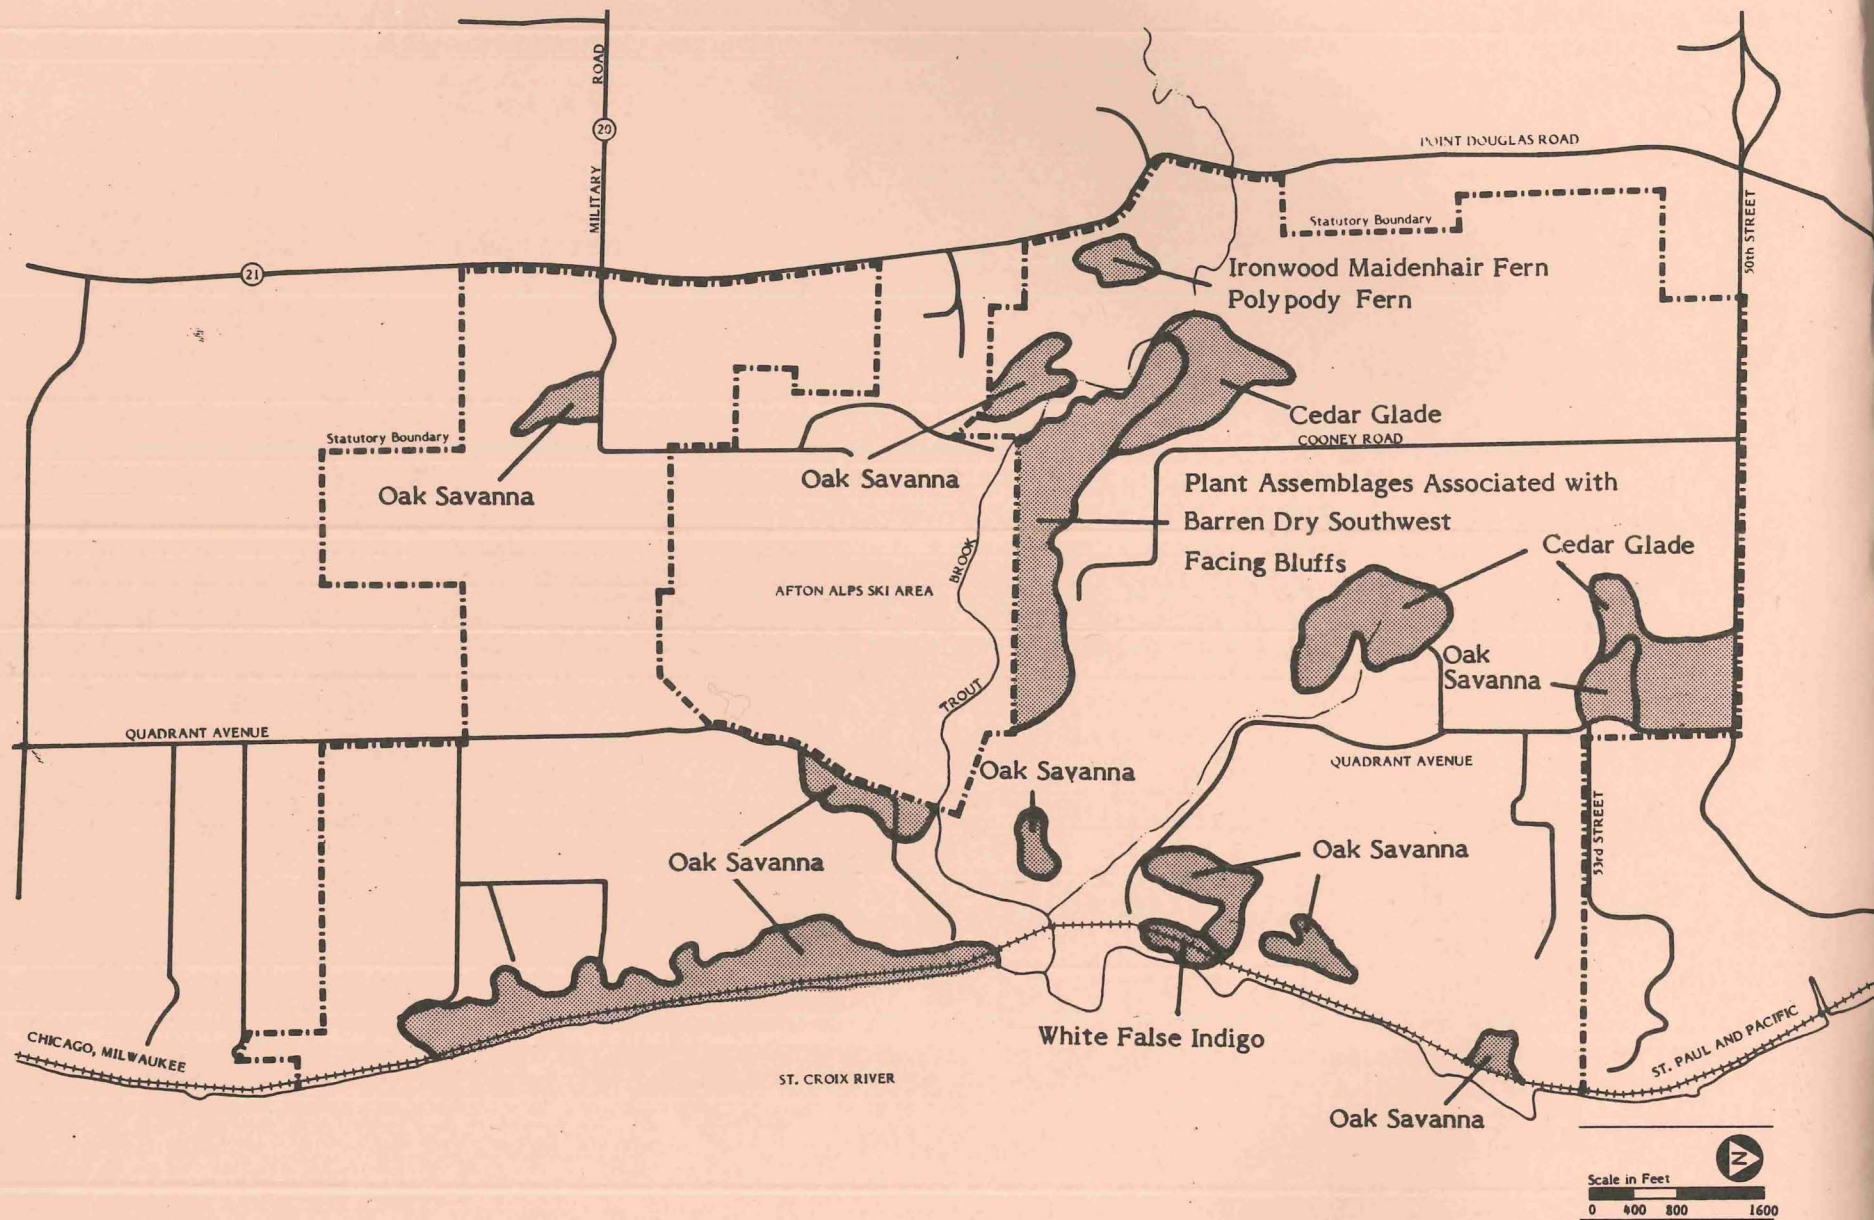 MILITARY ROAD
20
POINT DOUGLAS ROAD
50th STREET
21
Statutory Boundary
Ironwood Maidenhair Fern
Polypody Fern
Cedar Glade
COONEY ROAD
Statutory Boundary
Oak Savanna
Oak Savanna
Plant Assemblages Associated with
Barren Dry Southwest
Facing Bluffs
Cedar Glade
AFTON ALPS SKI AREA
TROUT BROOK
Oak
Savanna
QUADRANT AVENUE
QUADRANT AVENUE
Oak Savanna
53rd STREET
Oak Savanna
Oak Savanna
White False Indigo
CHICAGO, MILWAUKEE
ST. PAUL AND PACIFIC
ST. CROIX RIVER
Oak Savanna
N
Scale in Feet
0 400 800 1600